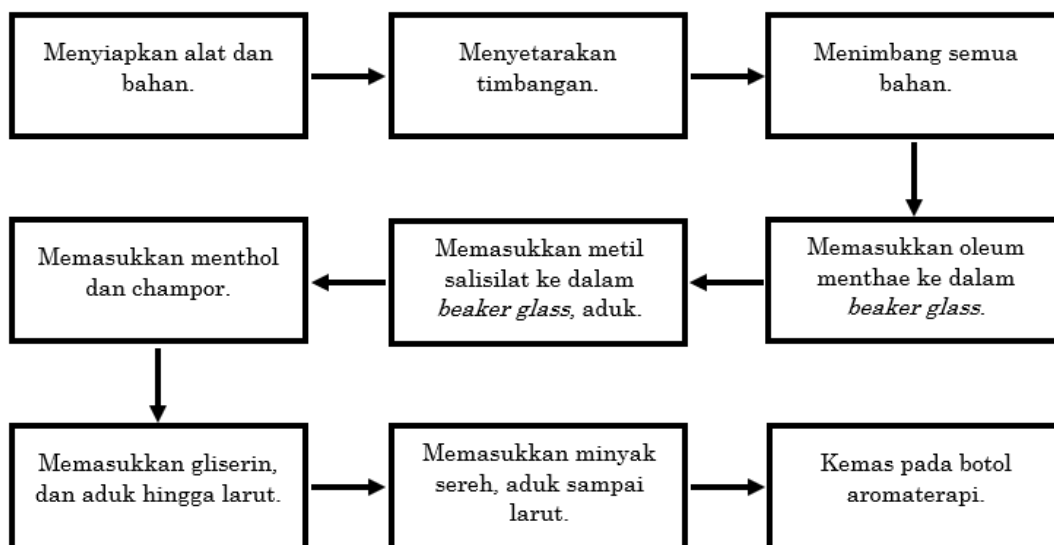 Menyiapkan alat dan
bahan.
Menyetarakan
timbangan.
Menimbang semua
bahan.
Memasukkan oleum
menthae ke dalam
beaker glass.
Memasukkan metil
salisilat ke dalam
beaker glass, aduk.
Memasukkan menthol
dan champor.
Memasukkan gliserin,
dan aduk hingga larut.
Memasukkan minyak
sereh, aduk sampai
larut.
Kemas pada botol
aromaterapi.